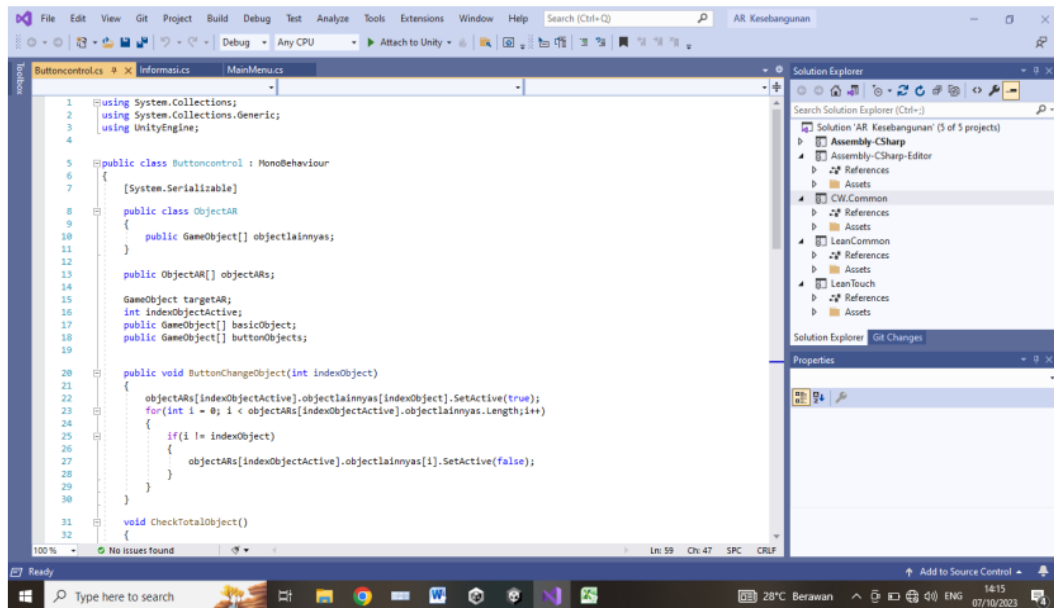 File Edit View Git Project Build Debug Test Analyze Tools Extensions Window Help Search (Ctrl+Q) AR Kesebangunan
Debug Any CPU Attach to Unity
Toolbox
Buttoncontrol.cs Informasi.cs MainMenu.cs
1 using System.Collections;
2 using System.Collections.Generic;
3 using UnityEngine;
4
5 public class Buttoncontrol : MonoBehaviour
6 {
7 [System.Serializable]
8 public class ObjectAR
9 {
10 public GameObject[] objectlainnyas;
11 }
12
13 public ObjectAR[] objectARs;
14
15 GameObject targetAR;
16 int indexObjectActive;
17 public GameObject[] basicObject;
18 public GameObject[] buttonObjects;
19
20 public void ButtonChangeObject(int indexObject)
21 {
22 objectARs[indexObjectActive].objectlainnyas[indexObject].SetActive(true);
23 for(int i = 0; i < objectARs[indexObjectActive].objectlainnyas.Length;i++)
24 {
25 if(i != indexObject)
26 {
27 objectARs[indexObjectActive].objectlainnyas[i].SetActive(false);
28 }
29 }
30 }
31 void CheckTotalObject()
32 {
100 % No issues found Ln: 59 Ch: 47 SPC CRLF
Solution Explorer
Search Solution Explorer (Ctrl+;)
Solution 'AR Kesebangunan' (5 of 5 projects)
Assembly-CSharp
Assembly-CSharp-Editor
References
Assets
CW.Common
References
Assets
LeanCommon
References
Assets
LeanTouch
References
Assets
Solution Explorer Git Changes
Properties
Ready Add to Source Control
Type here to search 28°C Berawan ENG 14:15
07/10/2023